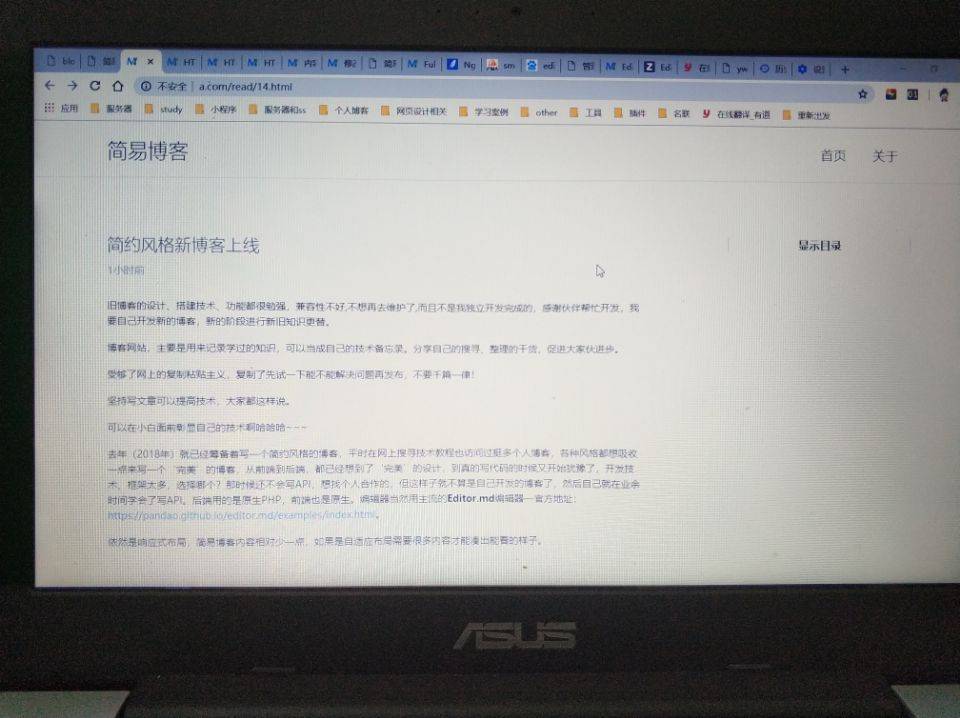 blo
M HT
M HT
M HT
M Ful
Ng
sm
edi
M Edi
Z Edi
yw
不安全 | a.com/read/14.html
应用 服务器 study 小程序 服务器和ss 个人博客 网页设计相关 学习案例 other 工具 插件 名联 在线翻译_有道 重新出发
简易博客 首页 关于
简约风格新博客上线 显示目录
1小时前
旧博客的设计、搭建技术、功能都很勉强，兼容性不好,不想再去维护了,而且不是我独立开发完成的，感谢伙伴帮忙开发，我
要自己开发新的博客，新的阶段进行新旧知识更替。
博客网站，主要是用来记录学过的知识，可以当成自己的技术备忘录。分享自己的搜寻、整理的干货，促进大家伙进步。
受够了网上的复制粘贴主义，复制了先试一下能不能解决问题再发布，不要千篇一律！
坚持写文章可以提高技术，大家都这样说。
可以在小白面前彰显自己的技术啊哈哈哈~~~
去年（2018年）就已经筹备着写一个简约风格的博客，平时在网上搜寻技术教程也访问过挺多个人博客，各种风格都想吸收
一点来写一个“完美”的博客，从前端到后端，都已经想到了“完美”的设计，到真的写代码的时候又开始犹豫了，开发技
术、框架太多，选择哪个？那时候还不会写API，想找个人合作的，但这样子就不算是自己开发的博客了，然后自己就在业余
时间学会了写API。后端用的是原生PHP，前端也是原生。编辑器当然用主流的Editor.md编辑器—官方地址：
https://pandao.github.io/editor.md/examples/index.html。
依然是响应式布局，简易博客内容相对少一点，如果是自适应布局需要很多内容才能凑出能看的样子。
ASUS